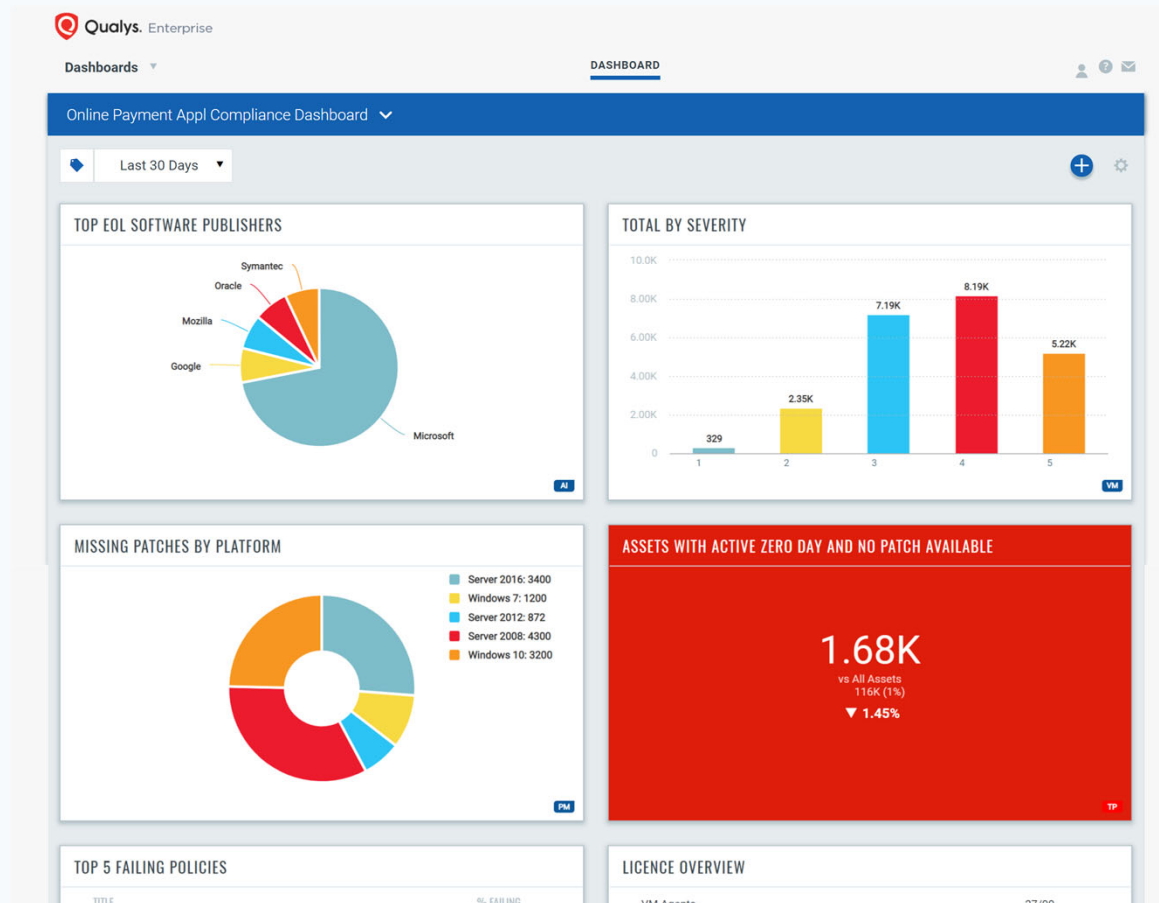 Qualys. Enterprise
Dashboards
DASHBOARD
?
Online Payment Appl Compliance Dashboard
Last 30 Days
TOP EOL SOFTWARE PUBLISHERS
Symantec
Oracle
Mozilla
Google
Microsoft
AI
TOTAL BY SEVERITY
10.0K
8.00K
6.00K
4.00K
2.00K
0
329
2.35K
7.19K
8.19K
5.22K
1 2 3 4 5
VM
MISSING PATCHES BY PLATFORM
Server 2016: 3400
Windows 7: 1200
Server 2012: 872
Server 2008: 4300
Windows 10: 3200
PM
ASSETS WITH ACTIVE ZERO DAY AND NO PATCH AVAILABLE
1.68K
vs All Assets
116K (1%)
▼ 1.45%
TP
TOP 5 FAILING POLICIES
TITLE % FAILING
LICENCE OVERVIEW
VM Agents